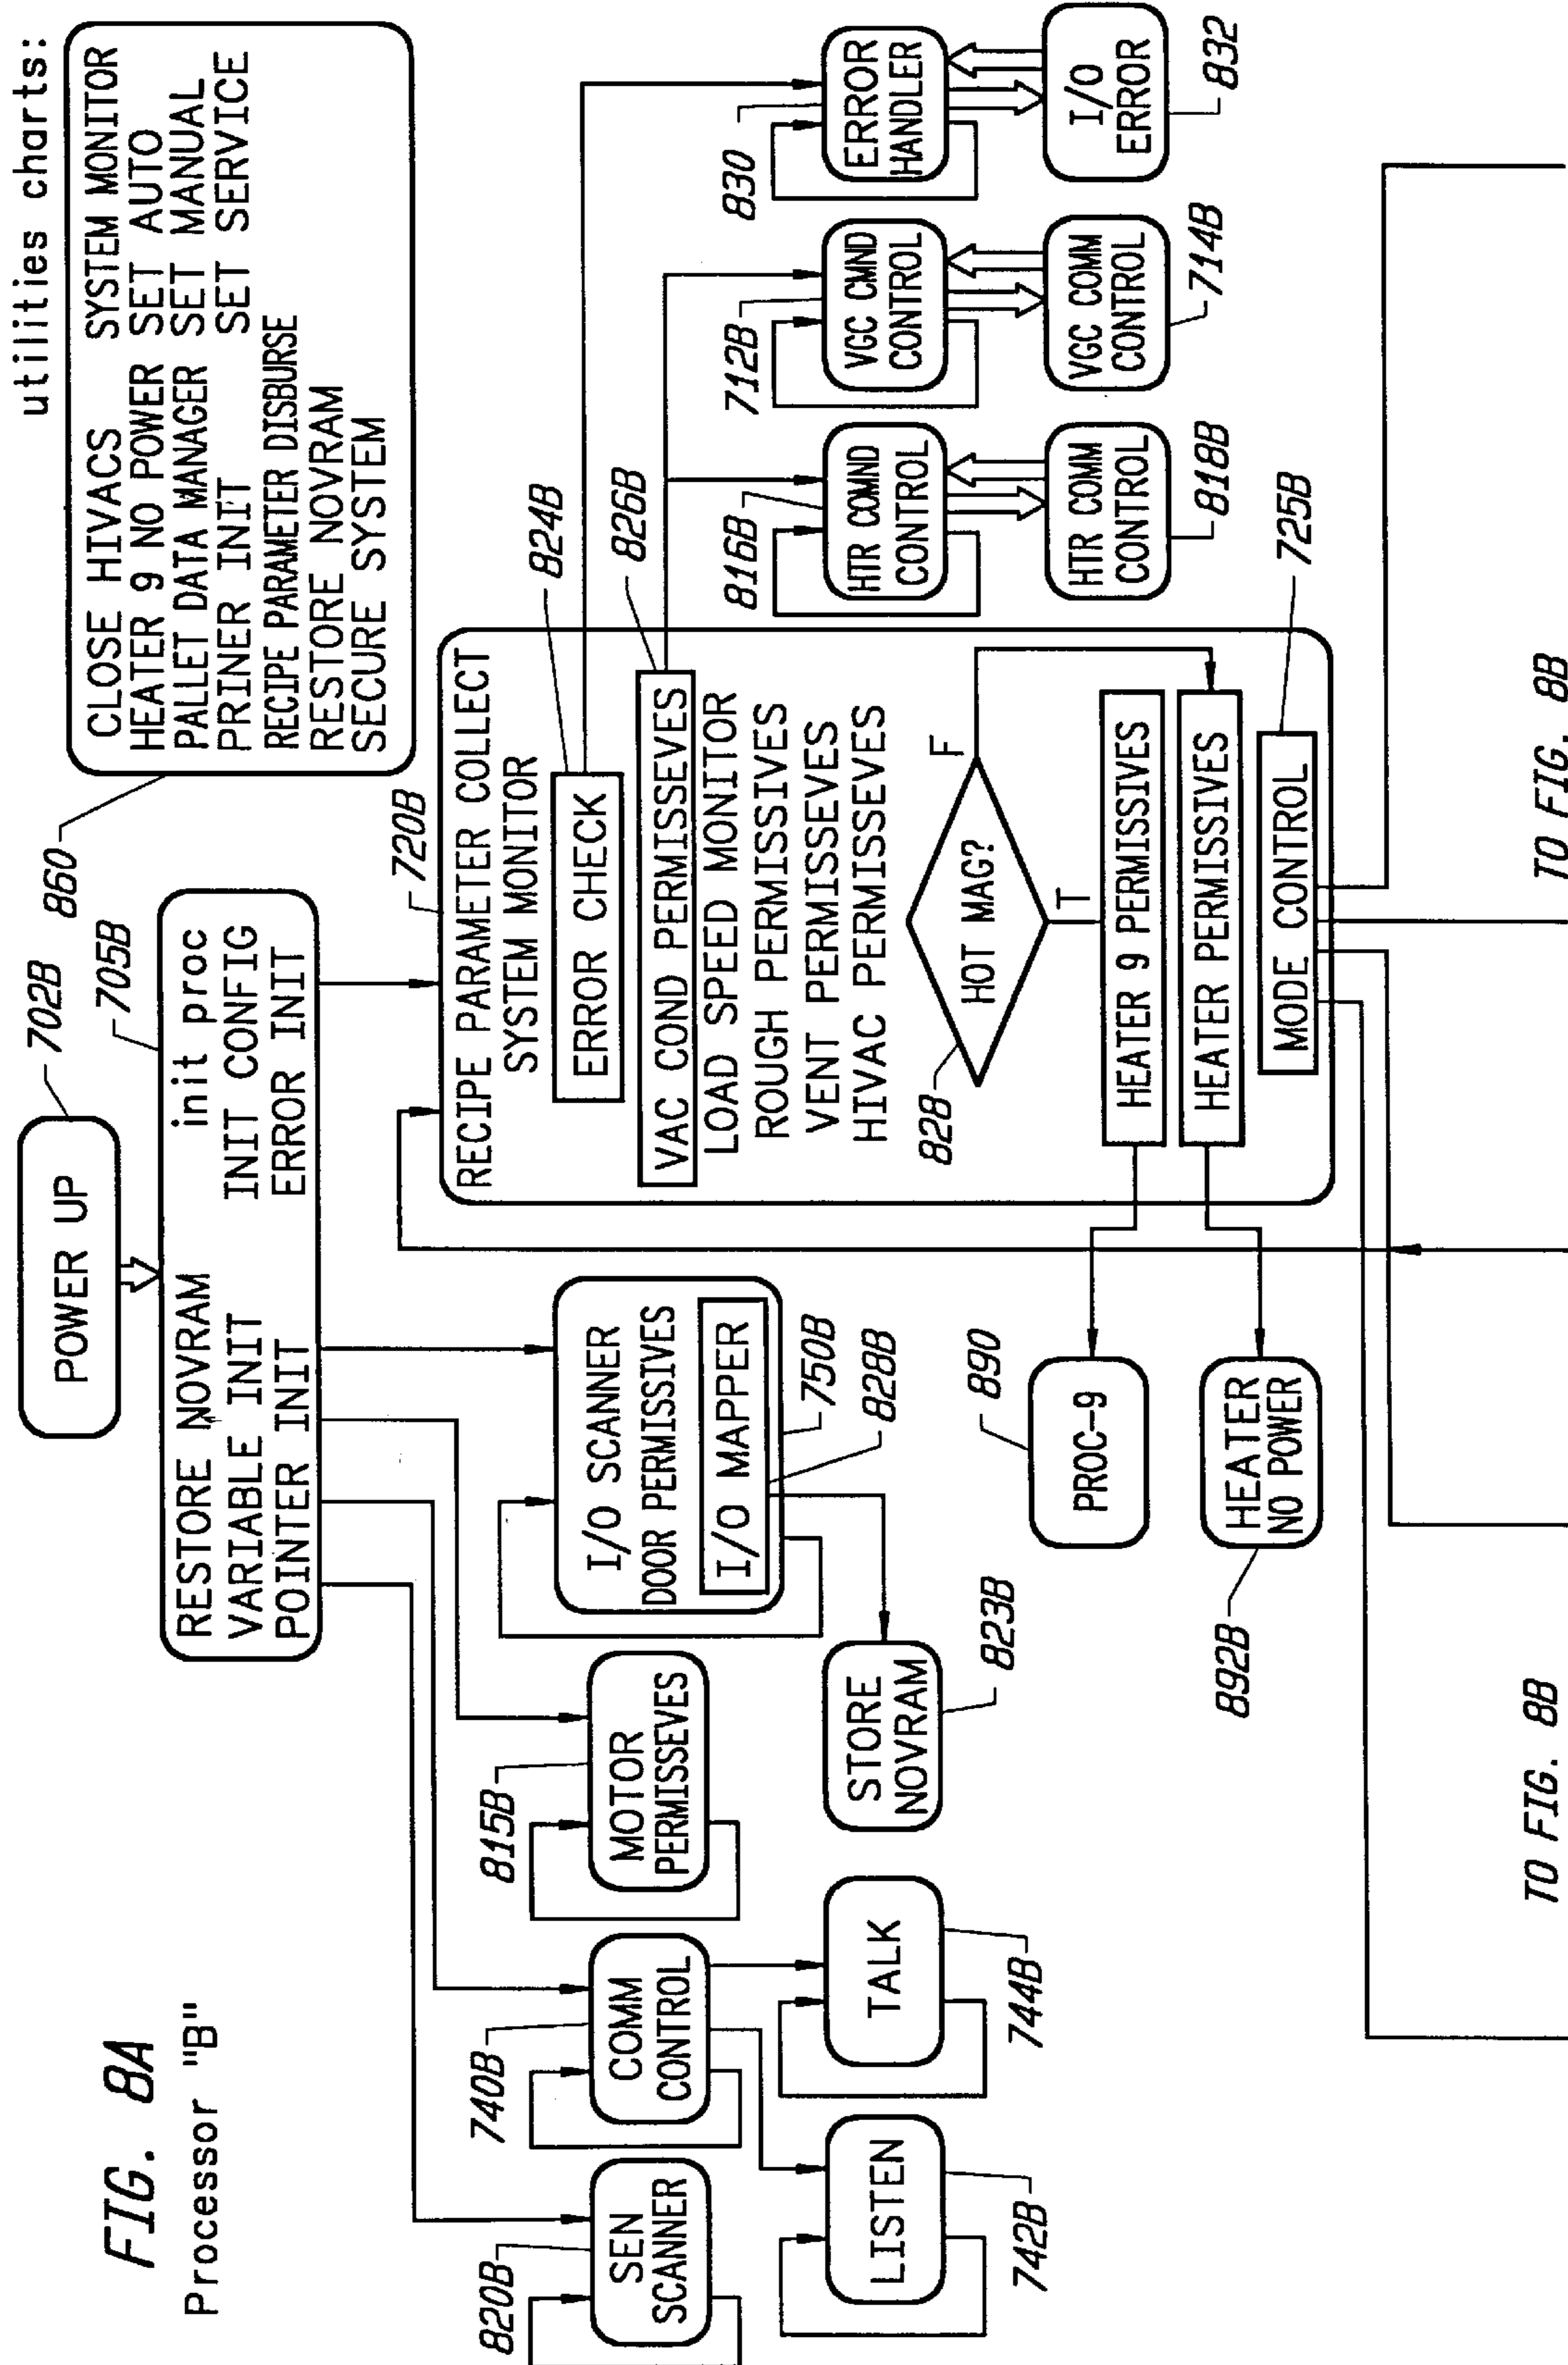 FIG. 8A
Processor "B"
utilities charts:
CLOSE HIVACS SYSTEM MONITOR
HEATER 9 NO POWER SET AUTO
PALLET DATA MANAGER SET MANUAL
PRINER INIT SET SERVICE
RECIPE PARAMETER DISBURSE
RESTORE NOVRAM
SECURE SYSTEM
860
POWER UP
702B
705B
RESTORE NOVRAM init proc
VARIABLE INIT INIT CONFIG
POINTER INIT ERROR INIT
820B
SEN
SCANNER
740B
COMM
CONTROL
815B
MOTOR
PERMISSEVES
I/O SCANNER
DOOR PERMISSIVES
I/O MAPPER
750B
828B
LISTEN
742B
TALK
744B
STORE
NOVRAM
823B
PROC-9
890
HEATER
NO POWER
892B
720B
RECIPE PARAMETER COLLECT
SYSTEM MONITOR
ERROR CHECK
824B
VAC COND PERMISSEVES
826B
LOAD SPEED MONITOR
ROUGH PERMISSIVES
VENT PERMISSEVES
HIVAC PERMISSEVES
828
HOT MAG?
F
T
HEATER 9 PERMISSIVES
HEATER PERMISSIVES
MODE CONTROL
725B
816B
HTR COMND
CONTROL
HTR COMM
CONTROL
818B
712B
VGC CMND
CONTROL
VGC COMM
CONTROL
714B
830
ERROR
HANDLER
I/O
ERROR
832
TO FIG. 8B
TO FIG. 8B